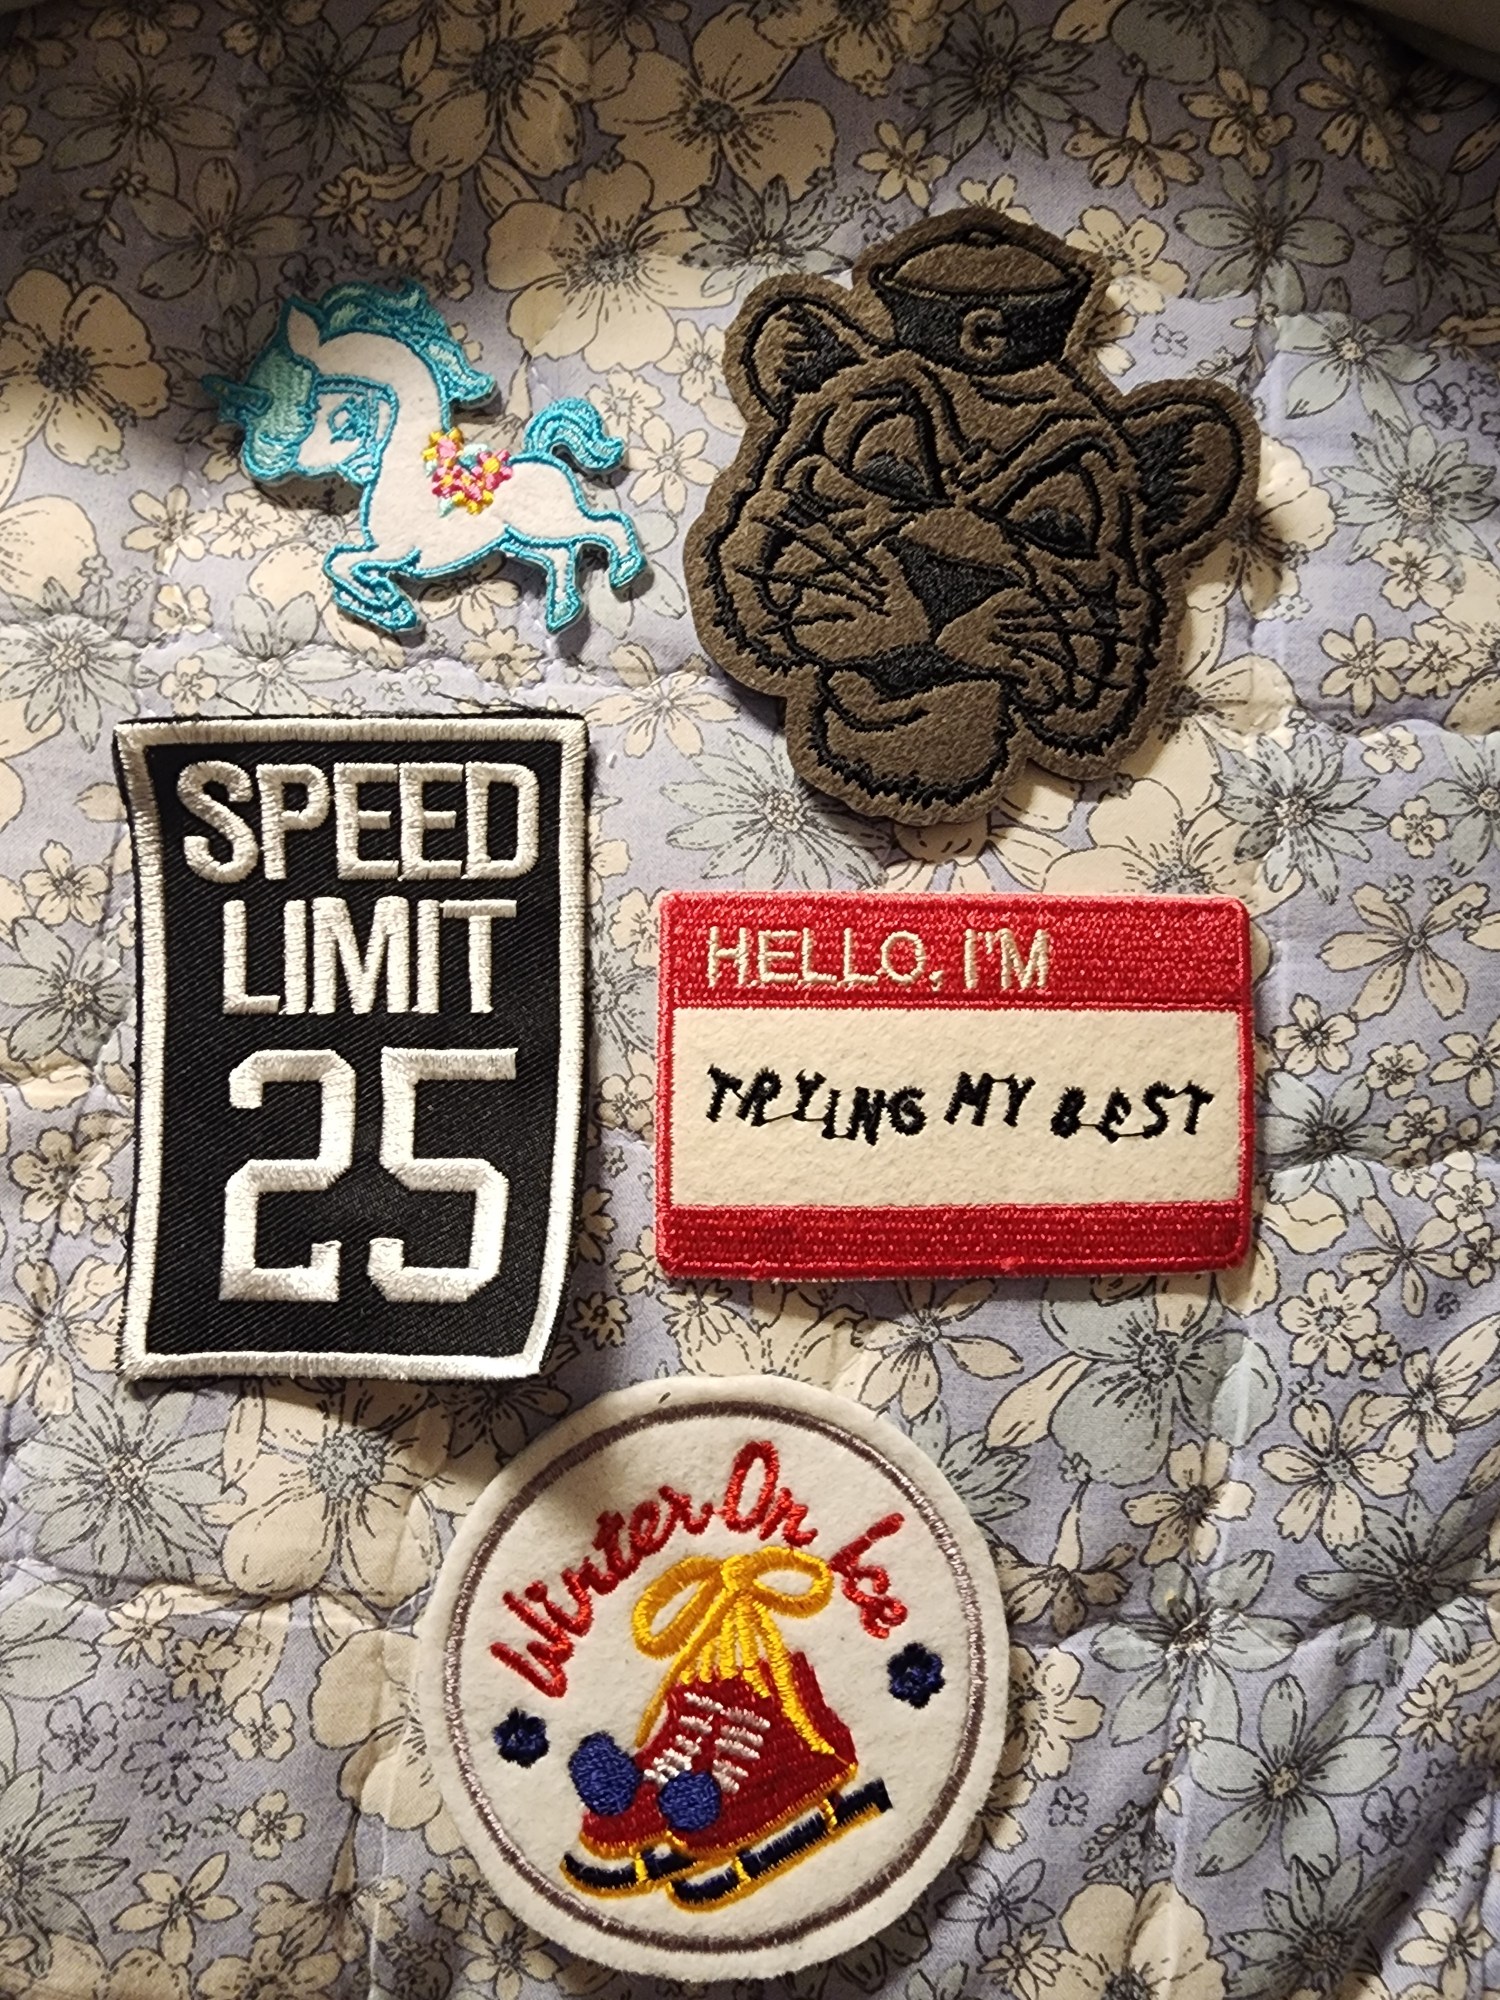 G
SPEED
LIMIT
25
HELLO, I'M
TRYING MY BEST
Winter On Ice